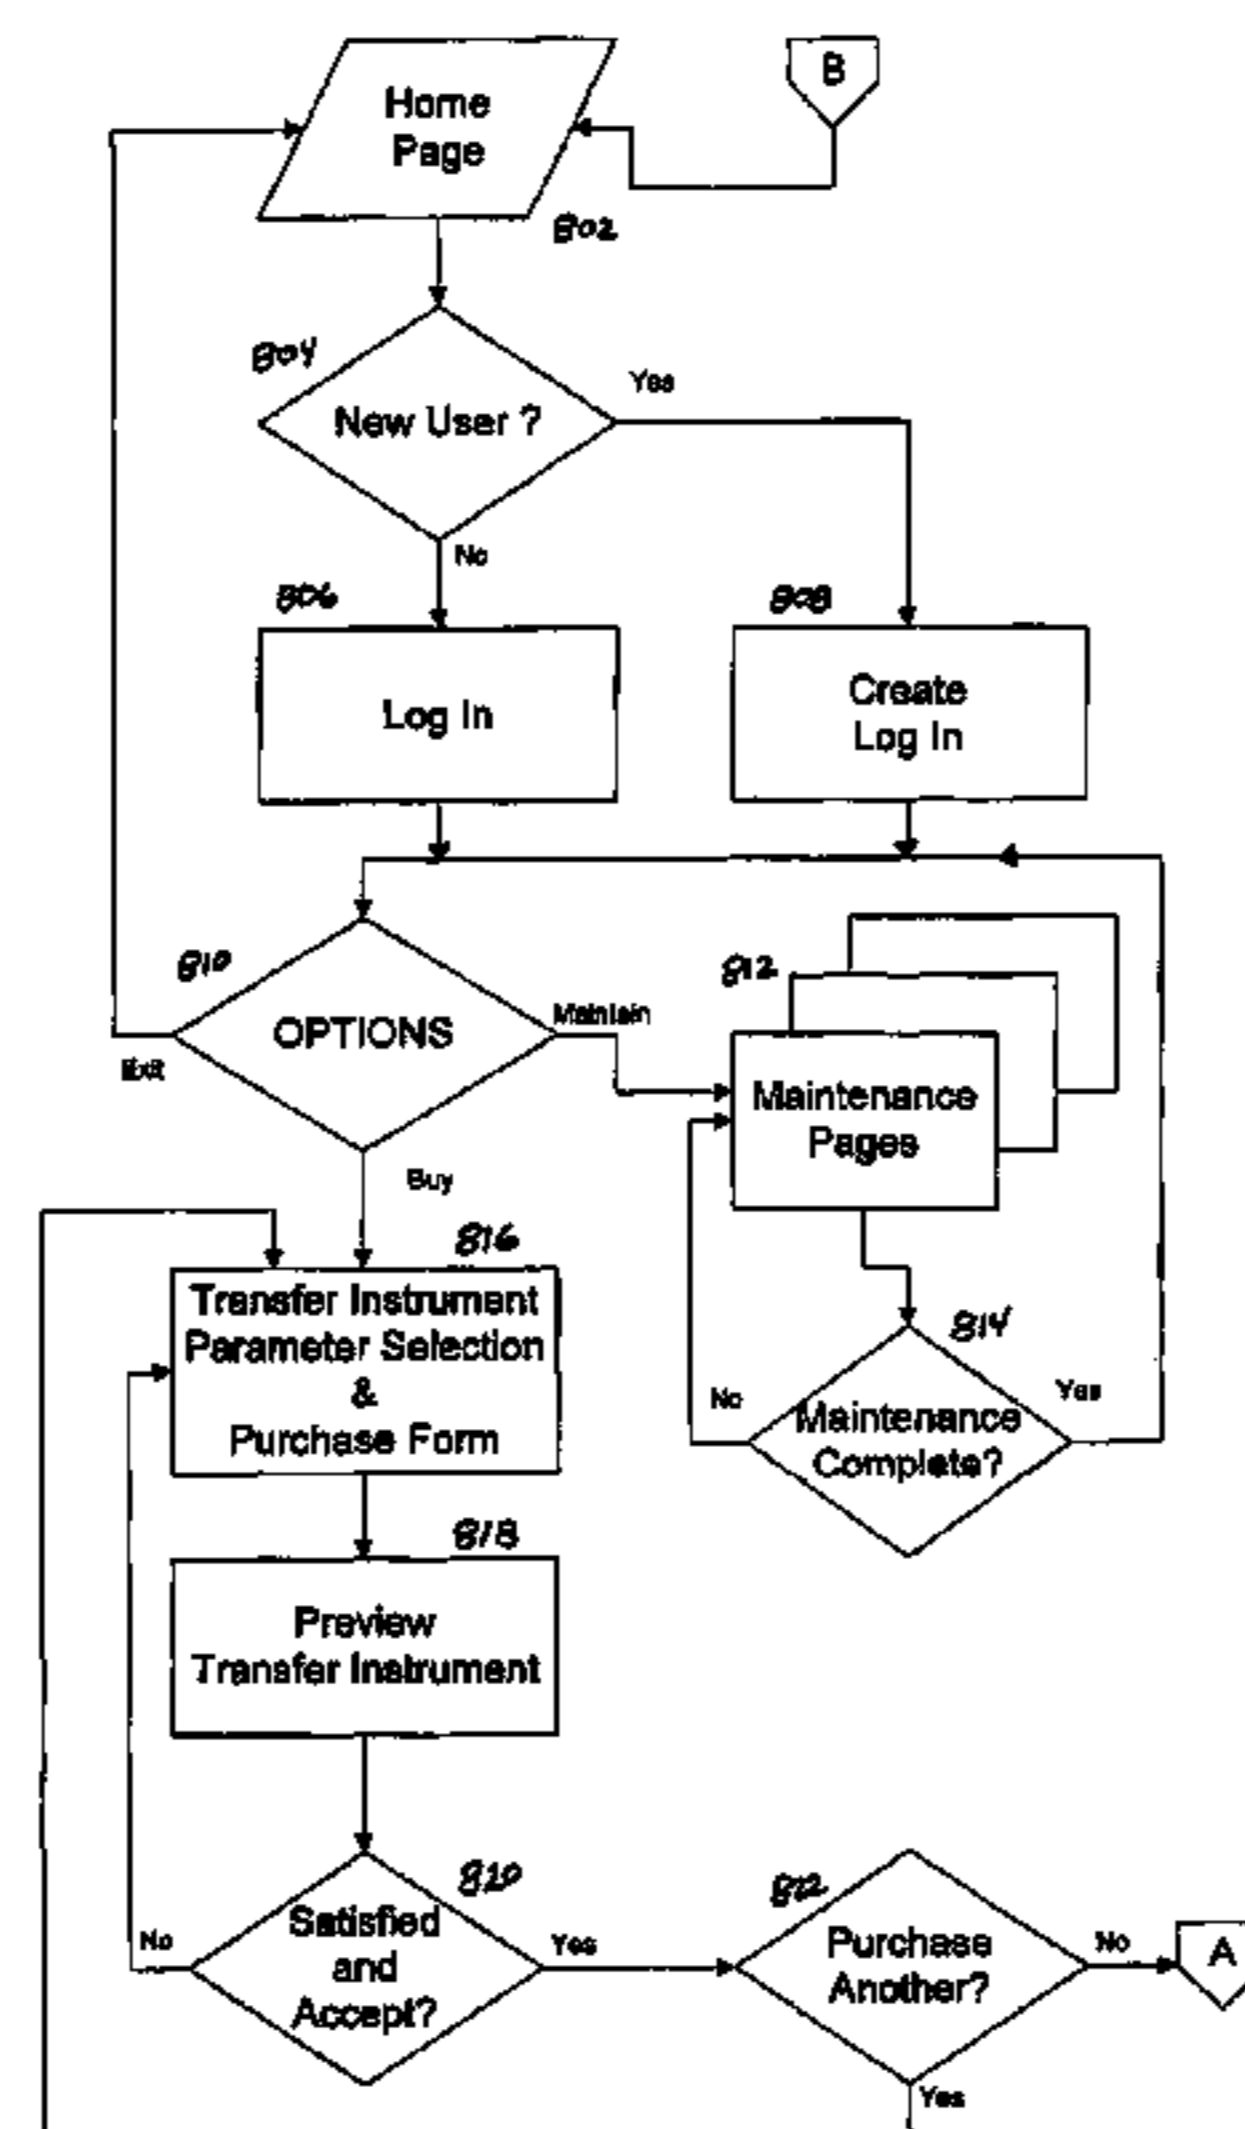 B
Home
Page
802
804
Yes
New User ?
No
806
808
Log In
Create
Log In
810
812
OPTIONS
Maintain
Exit
Maintenance
Pages
Buy
816
Transfer Instrument
Parameter Selection
&
Purchase Form
814
No
Yes
Maintenance
Complete?
818
Preview
Transfer Instrument
820
822
Satisfied
and
Accept?
No
Yes
Purchase
Another?
No
A
Yes